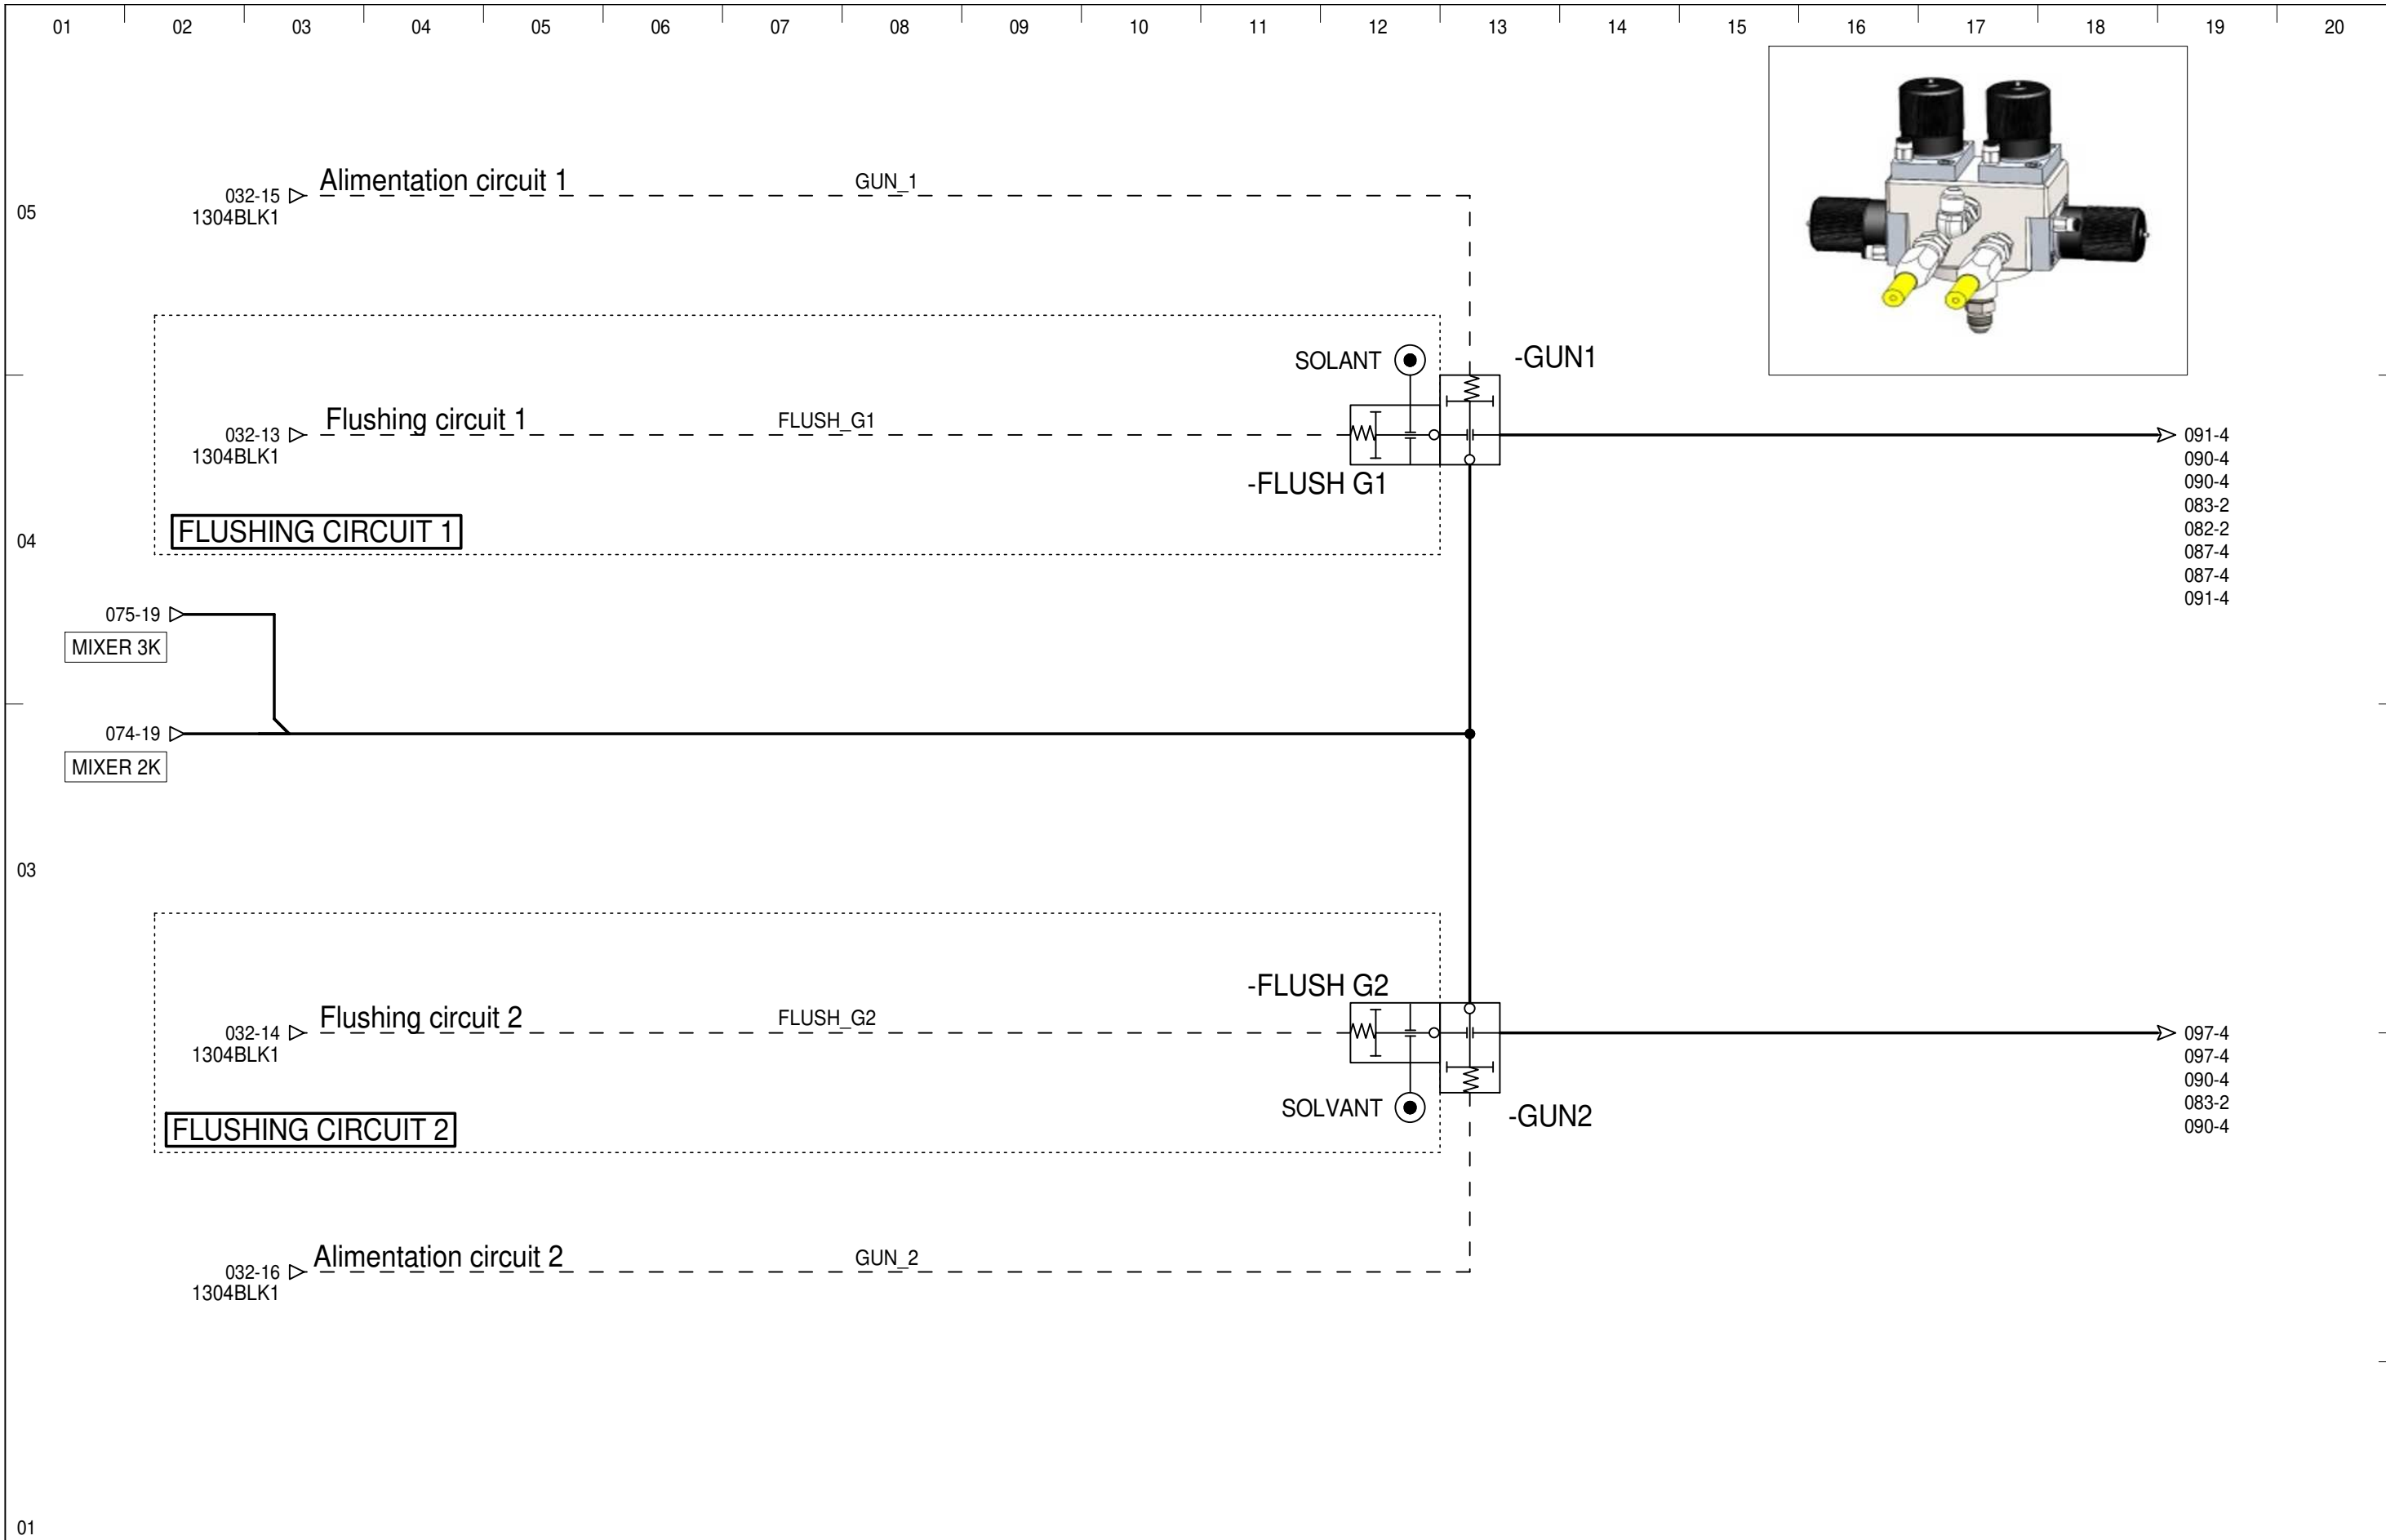 01 02 03 04 05 06 07 08 09 10 11 12 13 14 15 16 17 18 19 20
Alimentation circuit 1
GUN_1
032-15
1304BLK1
05
SOLANT
-GUN1
Flushing circuit 1
FLUSH_G1
032-13
1304BLK1
-FLUSH G1
091-4
090-4
090-4
083-2
082-2
087-4
087-4
091-4
FLUSHING CIRCUIT 1
04
075-19
MIXER 3K
074-19
MIXER 2K
03
-FLUSH G2
Flushing circuit 2
FLUSH_G2
032-14
1304BLK1
097-4
097-4
090-4
083-2
090-4
SOLVANT
-GUN2
FLUSHING CIRCUIT 2
Alimentation circuit 2
GUN_2
032-16
1304BLK1
01